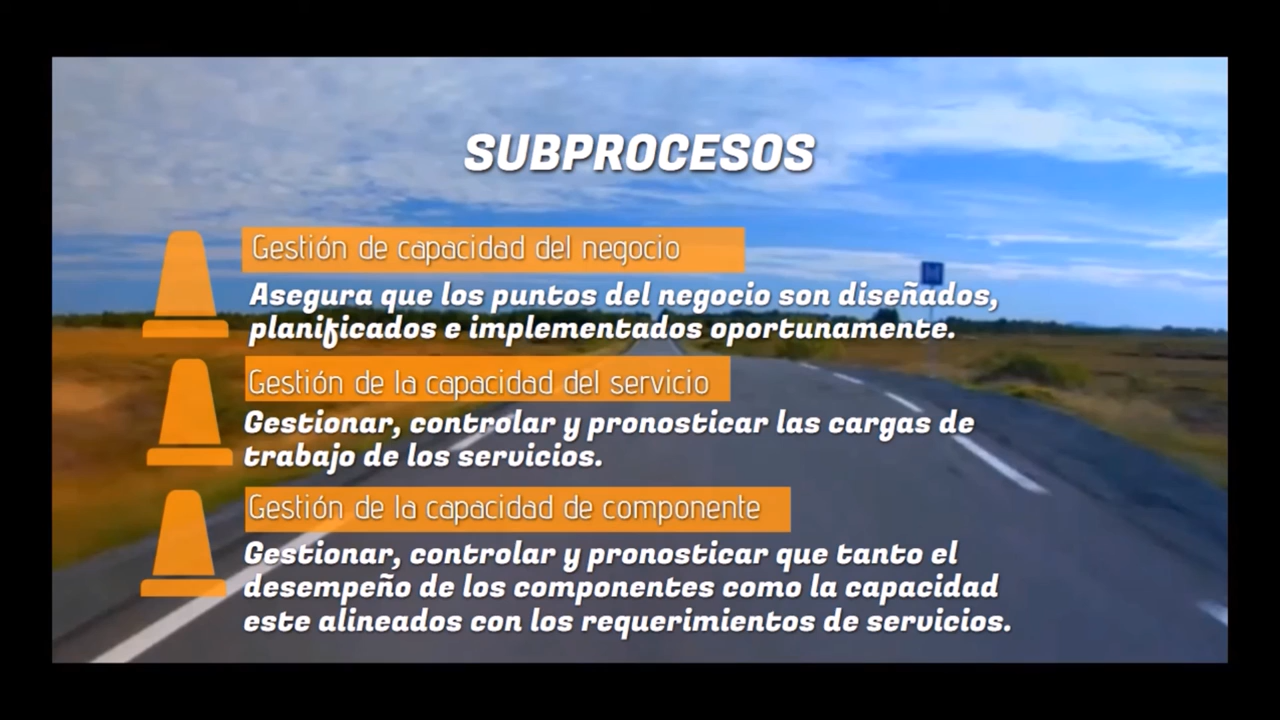 SUBPROCESOS
Gestión de capacidad del negocio
Asegura que los puntos del negocio son diseñados,
planificados e implementados oportunamente.
Gestión de la capacidad del servicio
Gestionar, controlar y pronosticar las cargas de
trabajo de los servicios.
Gestión de la capacidad de componente
Gestionar, controlar y pronosticar que tanto el
desempeño de los componentes como la capacidad
este alineados con los requerimientos de servicios.